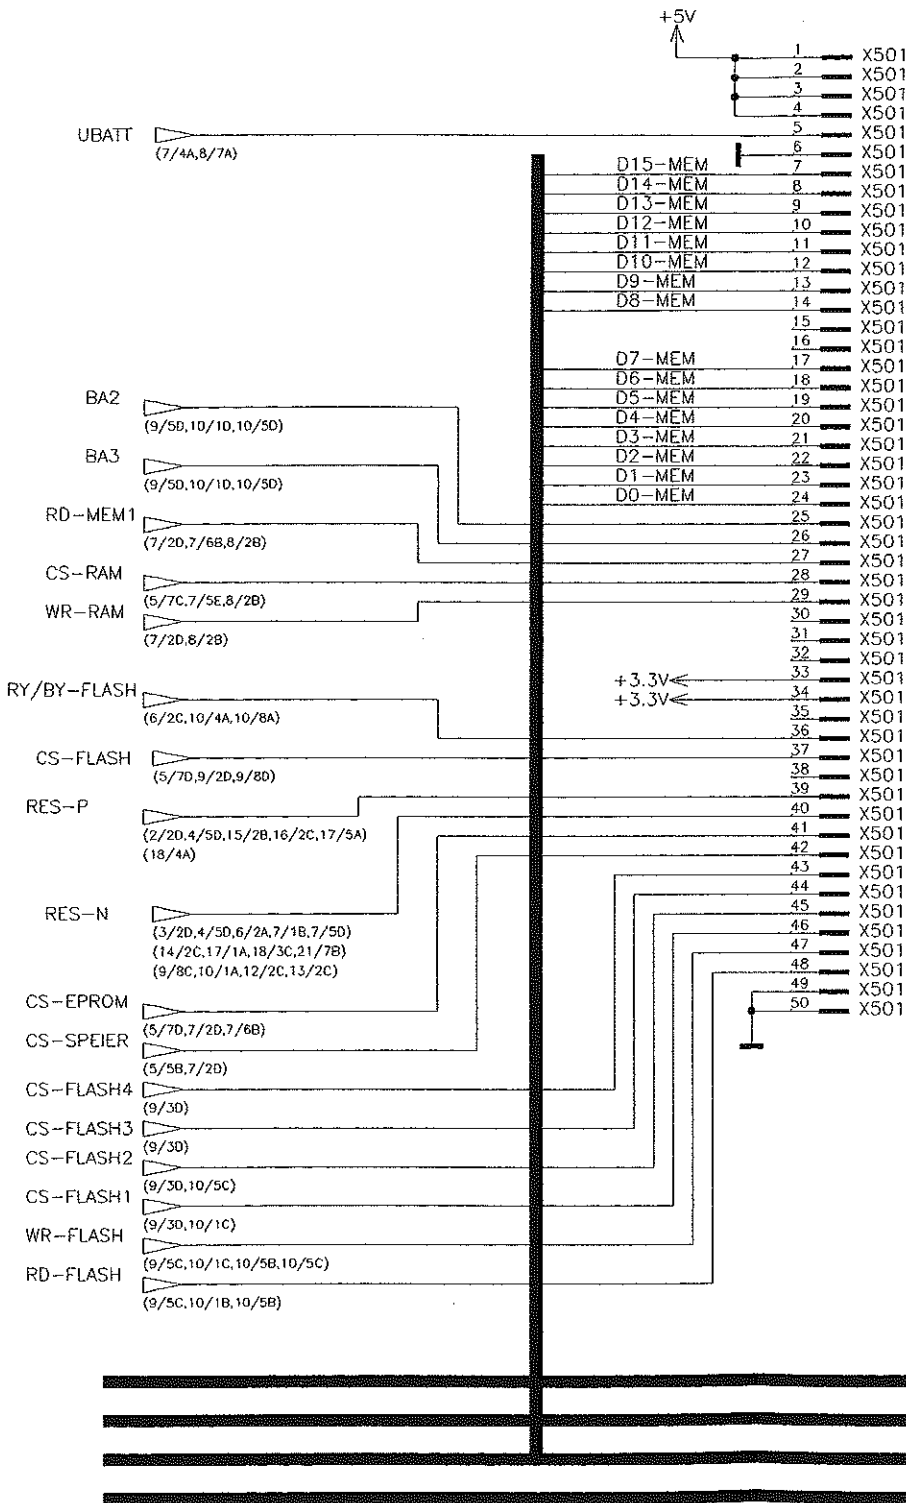 +5V
1 X501
2 X501
3 X501
4 X501
UBATT 5 X501
(7/4A,8/7A)
6 X501
D15-MEM 7 X501
D14-MEM 8 X501
D13-MEM 9 X501
D12-MEM 10 X501
D11-MEM 11 X501
D10-MEM 12 X501
D9-MEM 13 X501
D8-MEM 14 X501
15 X501
16 X501
D7-MEM 17 X501
D6-MEM 18 X501
D5-MEM 19 X501
D4-MEM 20 X501
D3-MEM 21 X501
D2-MEM 22 X501
D1-MEM 23 X501
D0-MEM 24 X501
25 X501
26 X501
27 X501
28 X501
29 X501
30 X501
31 X501
32 X501
+3.3V 33 X501
+3.3V 34 X501
35 X501
36 X501
37 X501
38 X501
39 X501
40 X501
41 X501
42 X501
43 X501
44 X501
45 X501
46 X501
47 X501
48 X501
49 X501
50 X501
BA2
(9/5D,10/1D,10/5D)
BA3
(9/5D,10/1D,10/5D)
RD-MEM1
(7/2D,7/6B,8/2B)
CS-RAM
(5/7C,7/5E,8/2B)
WR-RAM
(7/2D,8/2B)
RY/BY-FLASH
(6/2C,10/4A,10/8A)
CS-FLASH
(5/7D,9/2D,9/8D)
RES-P
(2/2D,4/5D,15/2B,16/2C,17/5A)
(18/4A)
RES-N
(3/2D,4/5D,6/2A,7/1B,7/5D)
(14/2C,17/1A,18/3C,21/7B)
(9/8C,10/1A,12/2C,13/2C)
CS-EPROM
(5/7D,7/2D,7/6B)
CS-SPEIER
(5/5B,7/2D)
CS-FLASH4
(9/3D)
CS-FLASH3
(9/3D)
CS-FLASH2
(9/3D,10/5C)
CS-FLASH1
(9/3D,10/1C)
WR-FLASH
(9/5C,10/1C,10/5B,10/5C)
RD-FLASH
(9/5C,10/1B,10/5B)